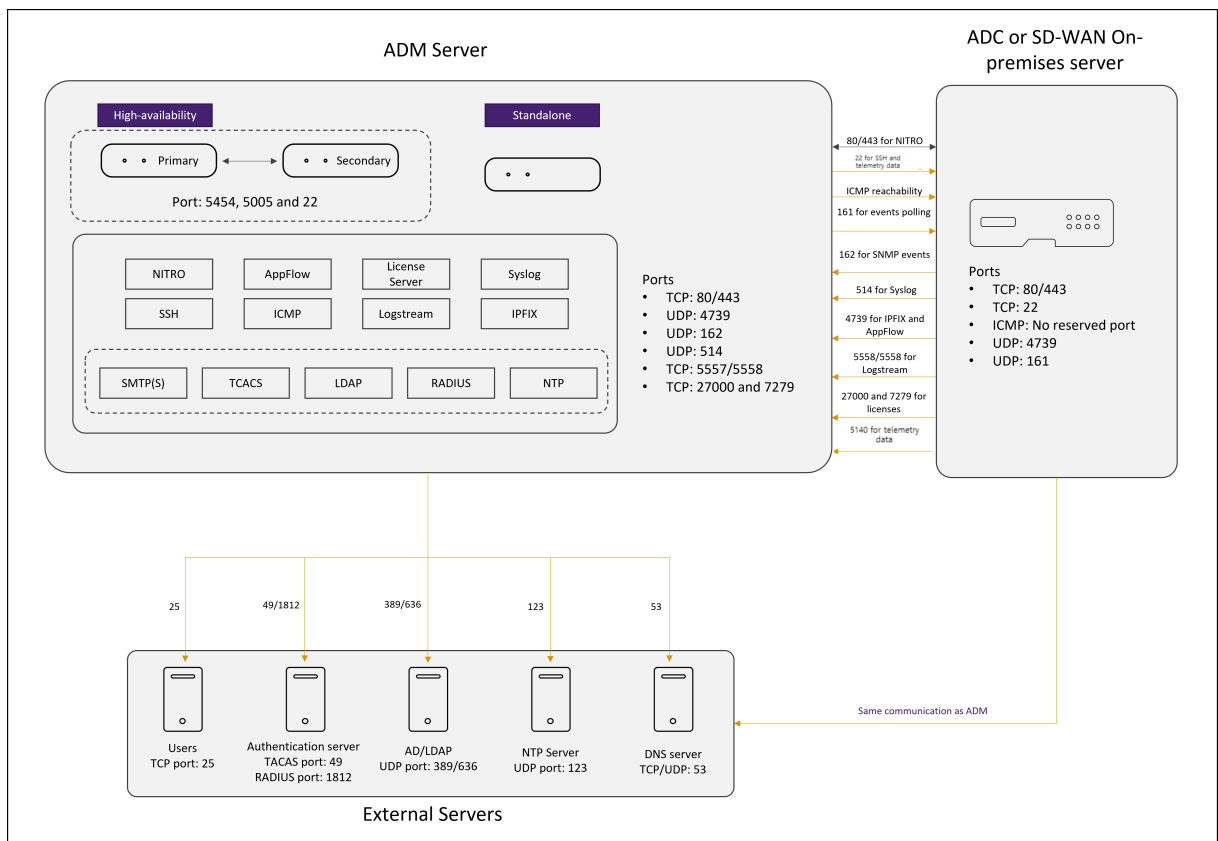 ADM Server
ADC or SD-WAN On-
premises server
High-availability
Standalone
Primary
Secondary
Port: 5454, 5005 and 22
NITRO
AppFlow
License
Server
Syslog
SSH
ICMP
Logstream
IPFIX
SMTP(S)
TCACS
LDAP
RADIUS
NTP
Ports
• TCP: 80/443
• UDP: 4739
• UDP: 162
• UDP: 514
• TCP: 5557/5558
• TCP: 27000 and 7279
80/443 for NITRO
22 for SSH and
telemetry data
ICMP reachability
161 for events polling
162 for SNMP events
514 for Syslog
4739 for IPFIX and
AppFlow
5558/5558 for
Logstream
27000 and 7279 for
licenses
5140 for telemetry
data
Ports
• TCP: 80/443
• TCP: 22
• ICMP: No reserved port
• UDP: 4739
• UDP: 161
25
49/1812
389/636
123
53
Users
TCP port: 25
Authentication server
TACAS port: 49
RADIUS port: 1812
AD/LDAP
UDP port: 389/636
NTP Server
UDP port: 123
DNS server
TCP/UDP: 53
Same communication as ADM
External Servers